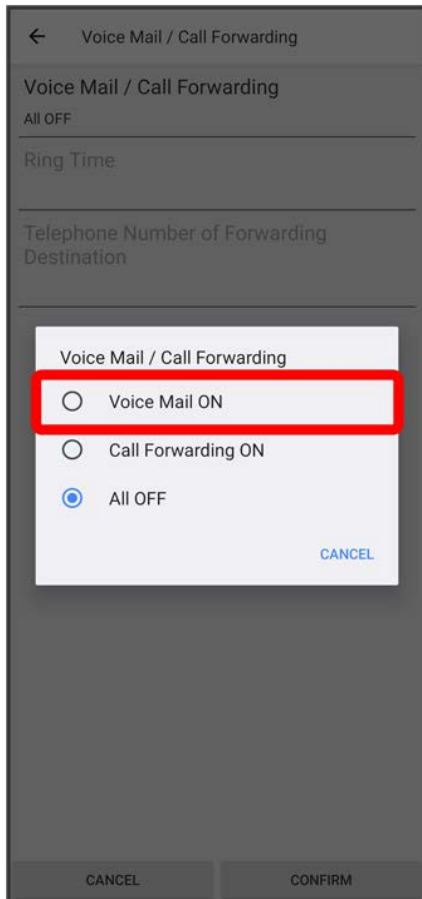 Voice Mail / Call Forwarding
Voice Mail / Call Forwarding
All OFF
Ring Time
Telephone Number of Forwarding
Destination
Voice Mail / Call Forwarding
Voice Mail ON
Call Forwarding ON
All OFF
CANCEL
CANCEL CONFIRM